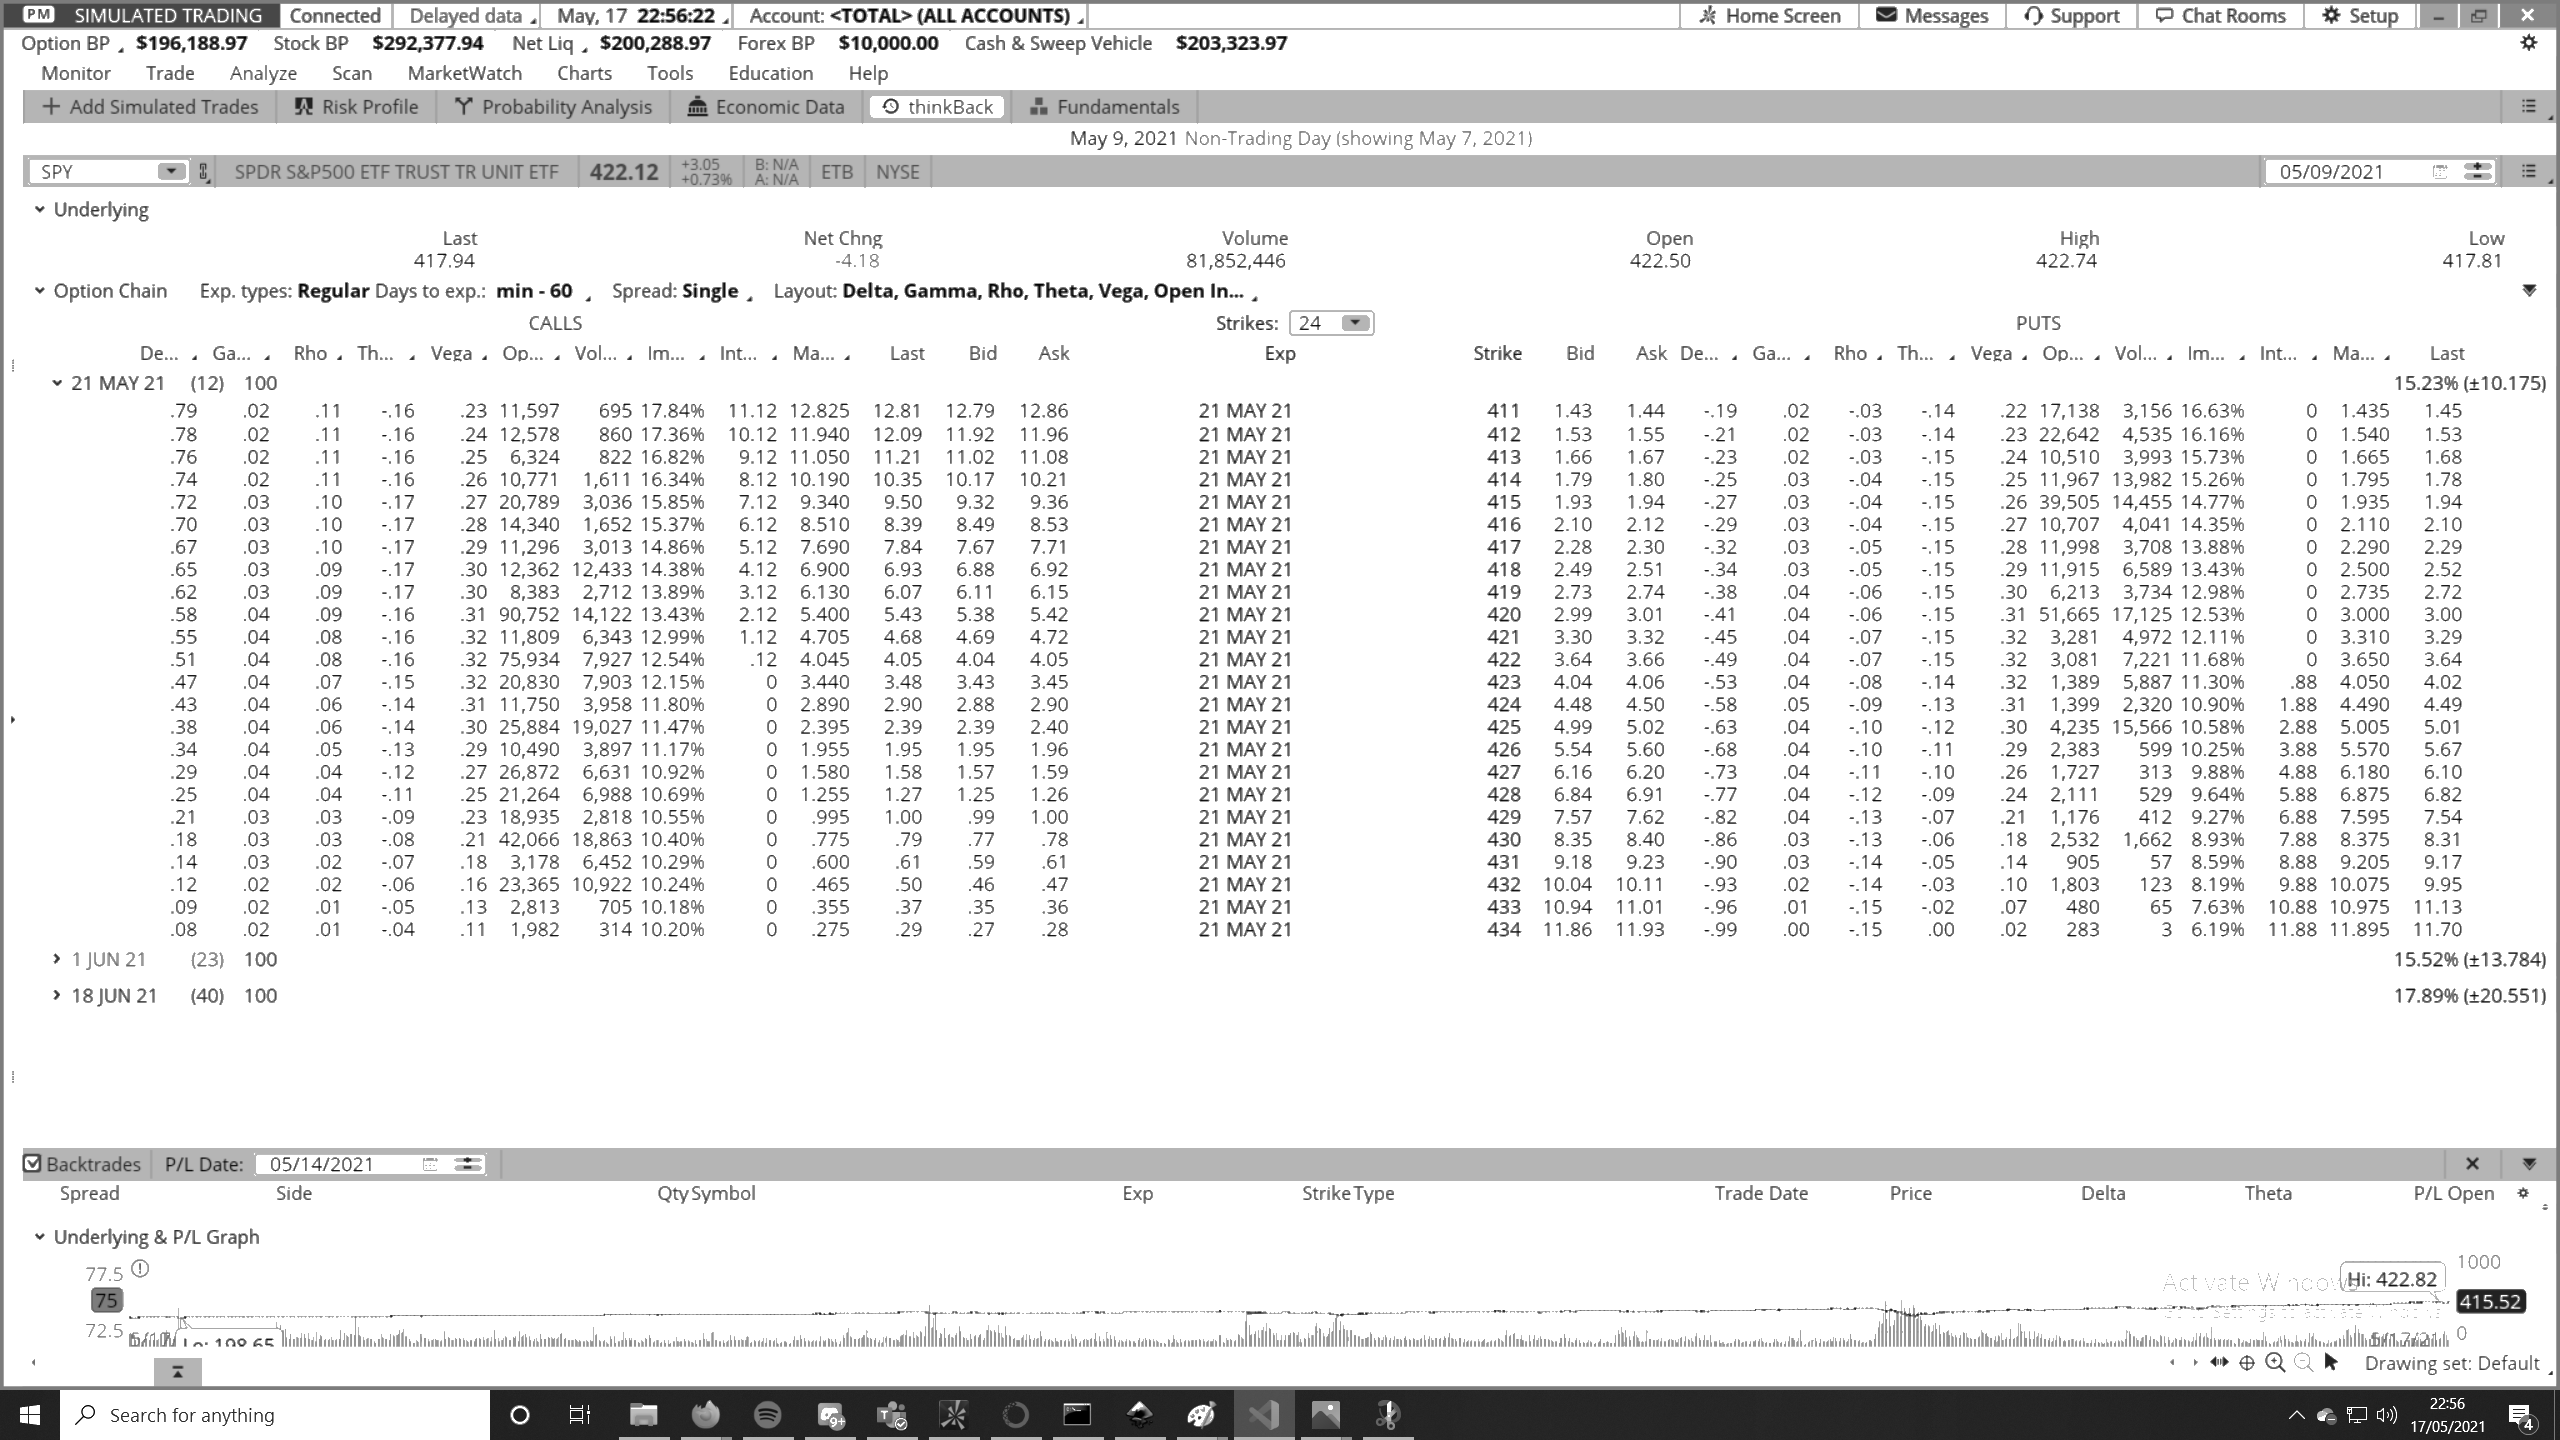 PM SIMULATED TRADING Connected Delayed data May, 17 22:56:22 Account: <TOTAL> (ALL ACCOUNTS) Home Screen Messages Support Chat Rooms Setup
Option BP $196,188.97 Stock BP $292,377.94 Net Liq $200,288.97 Forex BP $10,000.00 Cash & Sweep Vehicle $203,323.97
Monitor Trade Analyze Scan MarketWatch Charts Tools Education Help
Add Simulated Trades Risk Profile Probability Analysis Economic Data thinkBack Fundamentals
May 9, 2021 Non-Trading Day (showing May 7, 2021)
SPY SPDR S&P500 ETF TRUST TR UNIT ETF 422.12 +3.05 +0.73% B: N/A A: N/A ETB NYSE 05/09/2021
Underlying
Last Net Chng Volume Open High Low
417.94 -4.18 81,852,446 422.50 422.74 417.81
Option Chain Exp. types: Regular Days to exp.: min - 60 Spread: Single Layout: Delta, Gamma, Rho, Theta, Vega, Open In...
CALLS Strikes: 24 PUTS
De... Ga... Rho Th... Vega Op... Vol... Im... Int... Ma... Last Bid Ask Exp Strike Bid Ask De... Ga... Rho Th... Vega Op... Vol... Im... Int... Ma... Last
21 MAY 21 (12) 100 15.23% (±10.175)
.79 .02 .11 -.16 .23 11,597 695 17.84% 11.12 12.825 12.81 12.79 12.86 21 MAY 21 411 1.43 1.44 -.19 .02 -.03 -.14 .22 17,138 3,156 16.63% 0 1.435 1.45
.78 .02 .11 -.16 .24 12,578 860 17.36% 10.12 11.940 12.09 11.92 11.96 21 MAY 21 412 1.53 1.55 -.21 .02 -.03 -.14 .23 22,642 4,535 16.16% 0 1.540 1.53
.76 .02 .11 -.16 .25 6,324 822 16.82% 9.12 11.050 11.21 11.02 11.08 21 MAY 21 413 1.66 1.67 -.23 .02 -.03 -.15 .24 10,510 3,993 15.73% 0 1.665 1.68
.74 .02 .11 -.16 .26 10,771 1,611 16.34% 8.12 10.190 10.35 10.17 10.21 21 MAY 21 414 1.79 1.80 -.25 .03 -.04 -.15 .25 11,967 13,982 15.26% 0 1.795 1.78
.72 .03 .10 -.17 .27 20,789 3,036 15.85% 7.12 9.340 9.50 9.32 9.36 21 MAY 21 415 1.93 1.94 -.27 .03 -.04 -.15 .26 39,505 14,455 14.77% 0 1.935 1.94
.70 .03 .10 -.17 .28 14,340 1,652 15.37% 6.12 8.510 8.39 8.49 8.53 21 MAY 21 416 2.10 2.12 -.29 .03 -.04 -.15 .27 10,707 4,041 14.35% 0 2.110 2.10
.67 .03 .10 -.17 .29 11,296 3,013 14.86% 5.12 7.690 7.84 7.67 7.71 21 MAY 21 417 2.28 2.30 -.32 .03 -.05 -.15 .28 11,998 3,708 13.88% 0 2.290 2.29
.65 .03 .09 -.17 .30 12,362 12,433 14.38% 4.12 6.900 6.93 6.88 6.92 21 MAY 21 418 2.49 2.51 -.34 .03 -.05 -.15 .29 11,915 6,589 13.43% 0 2.500 2.52
.62 .03 .09 -.17 .30 8,383 2,712 13.89% 3.12 6.130 6.07 6.11 6.15 21 MAY 21 419 2.73 2.74 -.38 .04 -.06 -.15 .30 6,213 3,734 12.98% 0 2.735 2.72
.58 .04 .09 -.16 .31 90,752 14,122 13.43% 2.12 5.400 5.43 5.38 5.42 21 MAY 21 420 2.99 3.01 -.41 .04 -.06 -.15 .31 51,665 17,125 12.53% 0 3.000 3.00
.55 .04 .08 -.16 .32 11,809 6,343 12.99% 1.12 4.705 4.68 4.69 4.72 21 MAY 21 421 3.30 3.32 -.45 .04 -.07 -.15 .32 3,281 4,972 12.11% 0 3.310 3.29
.51 .04 .08 -.16 .32 75,934 7,927 12.54% .12 4.045 4.05 4.04 4.05 21 MAY 21 422 3.64 3.66 -.49 .04 -.07 -.15 .32 3,081 7,221 11.68% 0 3.650 3.64
.47 .04 .07 -.15 .32 20,830 7,903 12.15% 0 3.440 3.48 3.43 3.45 21 MAY 21 423 4.04 4.06 -.53 .04 -.08 -.14 .32 1,389 5,887 11.30% .88 4.050 4.02
.43 .04 .06 -.14 .31 11,750 3,958 11.80% 0 2.890 2.90 2.88 2.90 21 MAY 21 424 4.48 4.50 -.58 .05 -.09 -.13 .31 1,399 2,320 10.90% 1.88 4.490 4.49
.38 .04 .06 -.14 .30 25,884 19,027 11.47% 0 2.395 2.39 2.39 2.40 21 MAY 21 425 4.99 5.02 -.63 .04 -.10 -.12 .30 4,235 15,566 10.58% 2.88 5.005 5.01
.34 .04 .05 -.13 .29 10,490 3,897 11.17% 0 1.955 1.95 1.95 1.96 21 MAY 21 426 5.54 5.60 -.68 .04 -.10 -.11 .29 2,383 599 10.25% 3.88 5.570 5.67
.29 .04 .04 -.12 .27 26,872 6,631 10.92% 0 1.580 1.58 1.57 1.59 21 MAY 21 427 6.16 6.20 -.73 .04 -.11 -.10 .26 1,727 313 9.88% 4.88 6.180 6.10
.25 .04 .04 -.11 .25 21,264 6,988 10.69% 0 1.255 1.27 1.25 1.26 21 MAY 21 428 6.84 6.91 -.77 .04 -.12 -.09 .24 2,111 529 9.64% 5.88 6.875 6.82
.21 .03 .03 -.09 .23 18,935 2,818 10.55% 0 .995 1.00 .99 1.00 21 MAY 21 429 7.57 7.62 -.82 .04 -.13 -.07 .21 1,176 412 9.27% 6.88 7.595 7.54
.18 .03 .03 -.08 .21 42,066 18,863 10.40% 0 .775 .79 .77 .78 21 MAY 21 430 8.35 8.40 -.86 .03 -.13 -.06 .18 2,532 1,662 8.93% 7.88 8.375 8.31
.14 .03 .02 -.07 .18 3,178 6,452 10.29% 0 .600 .61 .59 .61 21 MAY 21 431 9.18 9.23 -.90 .03 -.14 -.05 .14 905 57 8.59% 8.88 9.205 9.17
.12 .02 .02 -.06 .16 23,365 10,922 10.24% 0 .465 .50 .46 .47 21 MAY 21 432 10.04 10.11 -.93 .02 -.14 -.03 .10 1,803 123 8.19% 9.88 10.075 9.95
.09 .02 .01 -.05 .13 2,813 705 10.18% 0 .355 .37 .35 .36 21 MAY 21 433 10.94 11.01 -.96 .01 -.15 -.02 .07 480 65 7.63% 10.88 10.975 11.13
.08 .02 .01 -.04 .11 1,982 314 10.20% 0 .275 .29 .27 .28 21 MAY 21 434 11.86 11.93 -.99 .00 -.15 .00 .02 283 3 6.19% 11.88 11.895 11.70
1 JUN 21 (23) 100 15.52% (±13.784)
18 JUN 21 (40) 100 17.89% (±20.551)
Backtrades P/L Date: 05/14/2021
Spread Side Qty Symbol Exp Strike Type Trade Date Price Delta Theta P/L Open
Underlying & P/L Graph
77.5 1000
Activate Windows Hi: 422.82
75 415.52
72.5 Lo: 198.65 5/17/21 0
Drawing set: Default
Search for anything 9+ 22:56
17/05/2021 4